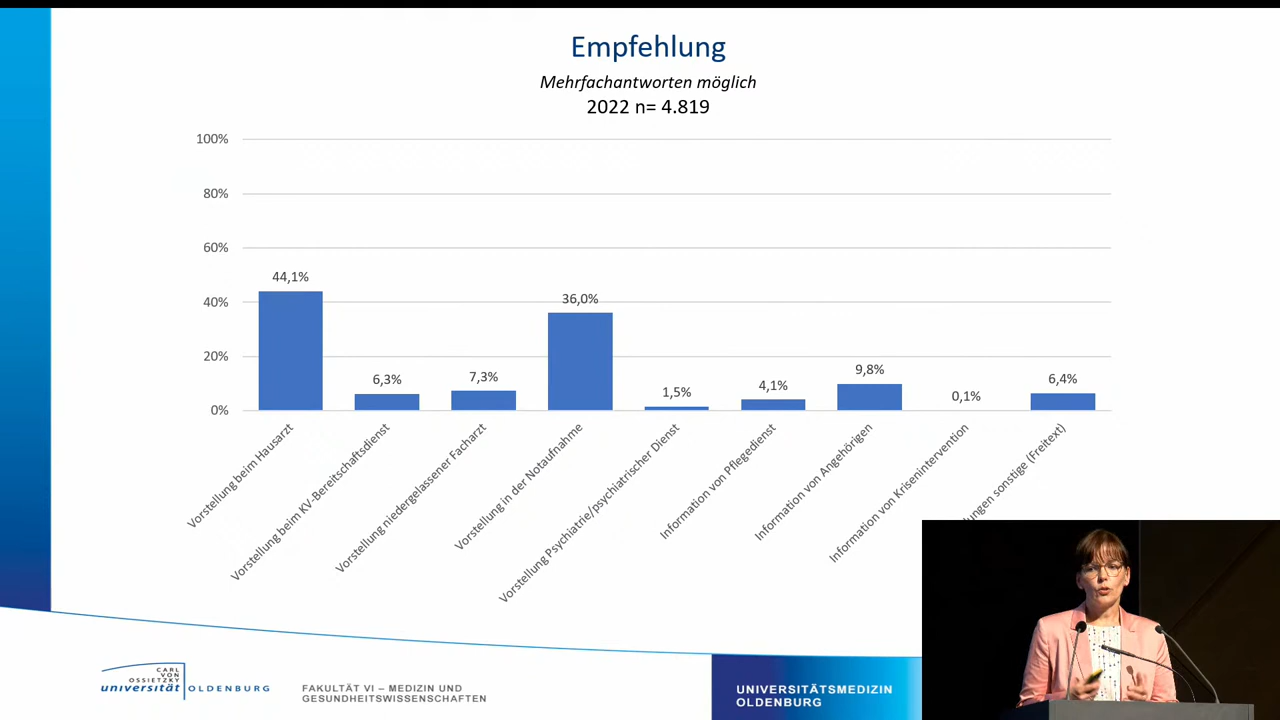 Empfehlung
Mehrfachantworten möglich
2022 n= 4.819
100%
80%
60%
40%
20%
0%
44,1%
6,3%
7,3%
36,0%
1,5%
4,1%
9,8%
0,1%
6,4%
Vorstellung beim Hausarzt
Vorstellung beim KV-Bereitschaftsdienst
Vorstellung niedergelassener Facharzt
Vorstellung in der Notaufnahme
Vorstellung Psychiatrie/psychiatrischer Dienst
Information von Pflegedienst
Information von Angehörigen
Information von Krisenintervention
sonstige (Freitext)
CARL
VON
OSSIETZKY
universität OLDENBURG
FAKULTÄT VI – MEDIZIN UND
GESUNDHEITSWISSENSCHAFTEN
UNIVERSITÄTSMEDIZIN
OLDENBURG